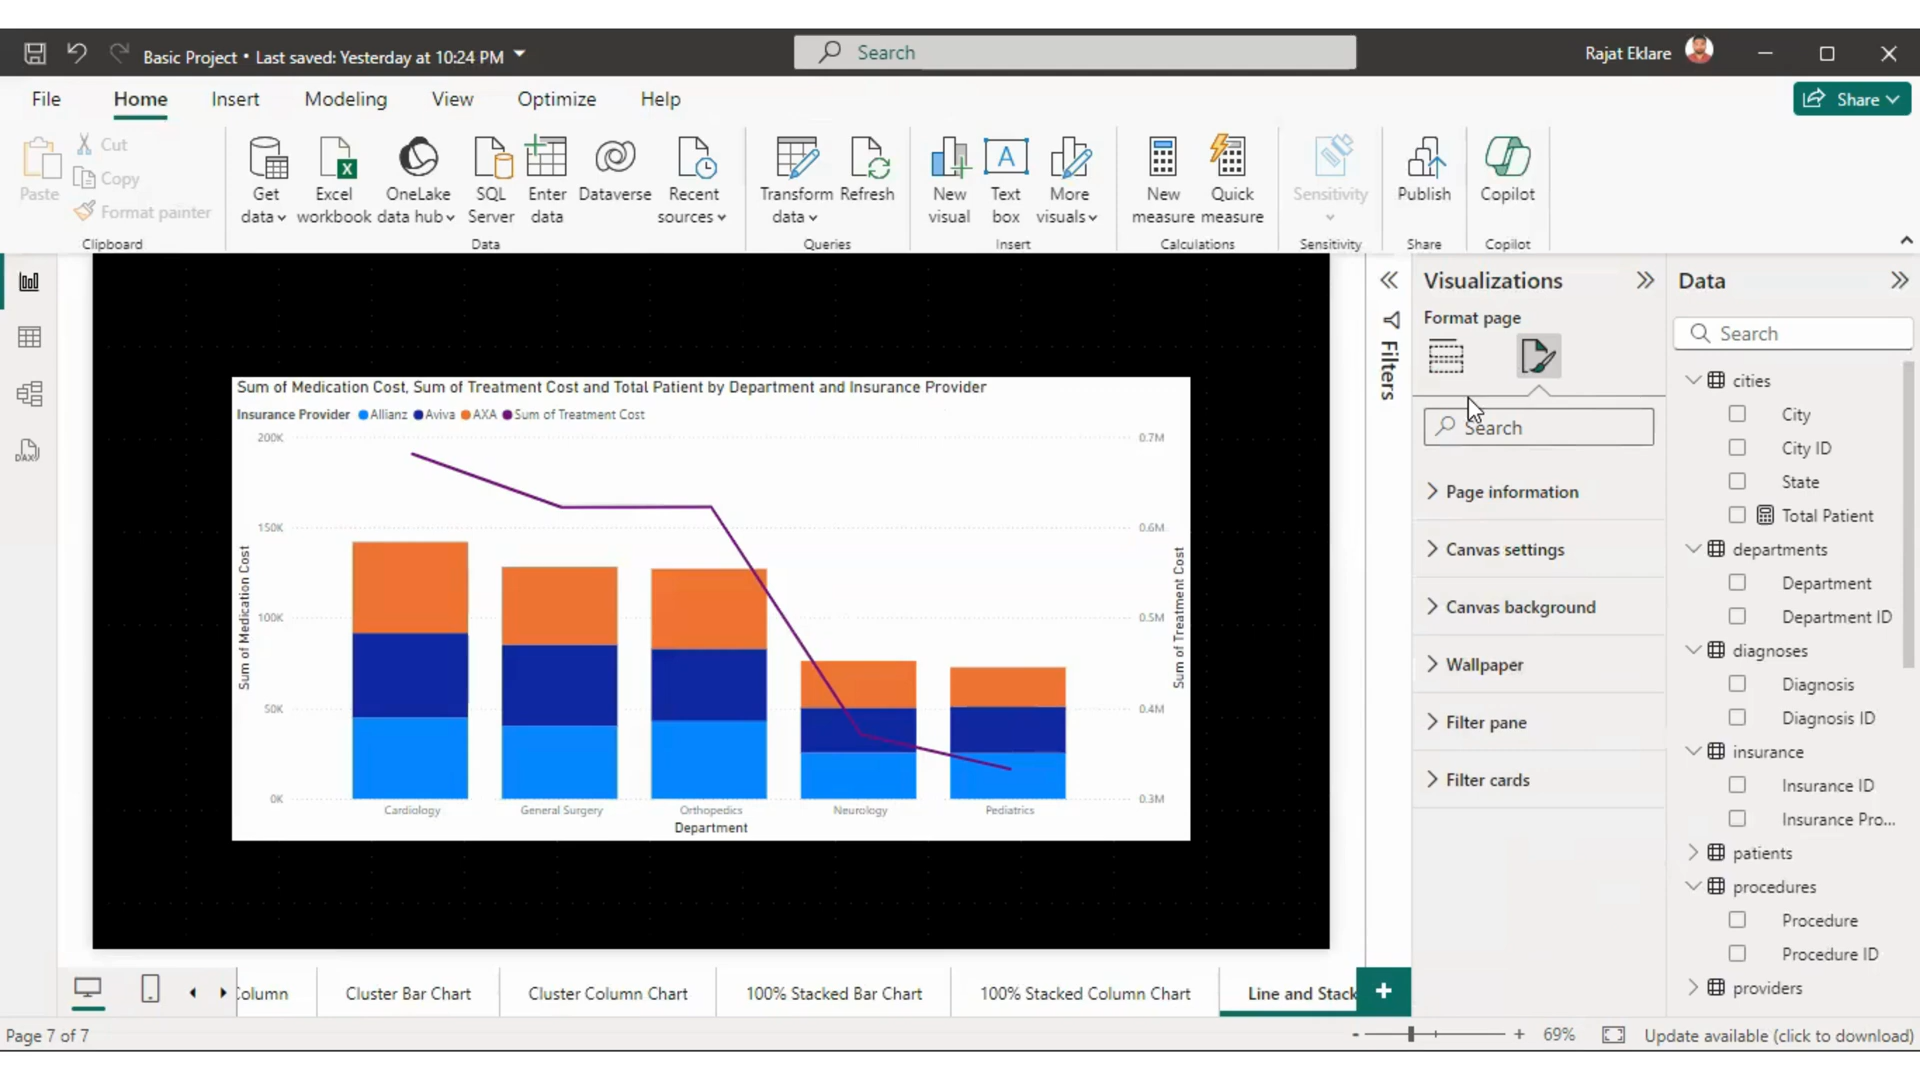 Basic Project • Last saved: Yesterday at 10:24 PM
Search
Rajat Eklare
File
Home
Insert
Modeling
View
Optimize
Help
Share
Paste
Cut
Copy
Format painter
Clipboard
Get data
Excel workbook
OneLake data hub
SQL Server
Enter data
Dataverse
Recent sources
Data
Transform data
Refresh
Queries
New visual
Text box
More visuals
Insert
New measure
Quick measure
Calculations
Sensitivity
Sensitivity
Publish
Share
Copilot
Copilot
DAX
Sum of Medication Cost, Sum of Treatment Cost and Total Patient by Department and Insurance Provider
Insurance Provider Allianz Aviva AXA Sum of Treatment Cost
200K
150K
100K
50K
0K
Sum of Medication Cost
0.7M
0.6M
0.5M
0.4M
0.3M
Sum of Treatment Cost
Cardiology
General Surgery
Orthopedics
Neurology
Pediatrics
Department
Filters
Visualizations
Format page
Search
Page information
Canvas settings
Canvas background
Wallpaper
Filter pane
Filter cards
Data
Search
cities
City
City ID
State
Total Patient
departments
Department
Department ID
diagnoses
Diagnosis
Diagnosis ID
insurance
Insurance ID
Insurance Pro...
patients
procedures
Procedure
Procedure ID
providers
Column
Cluster Bar Chart
Cluster Column Chart
100% Stacked Bar Chart
100% Stacked Column Chart
Line and Stack
+
Page 7 of 7
- + 69%
Update available (click to download)